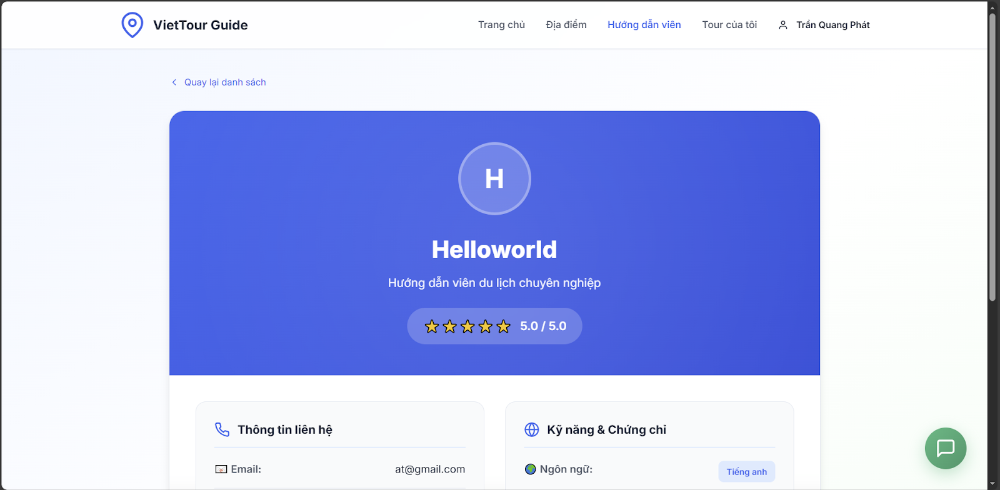 VietTour Guide
Trang chủ
Địa điểm
Hướng dẫn viên
Tour của tôi
Trần Quang Phát
Quay lại danh sách
H
Helloworld
Hướng dẫn viên du lịch chuyên nghiệp
5.0 / 5.0
Thông tin liên hệ
Email: at@gmail.com
Kỹ năng & Chứng chỉ
Ngôn ngữ: Tiếng anh